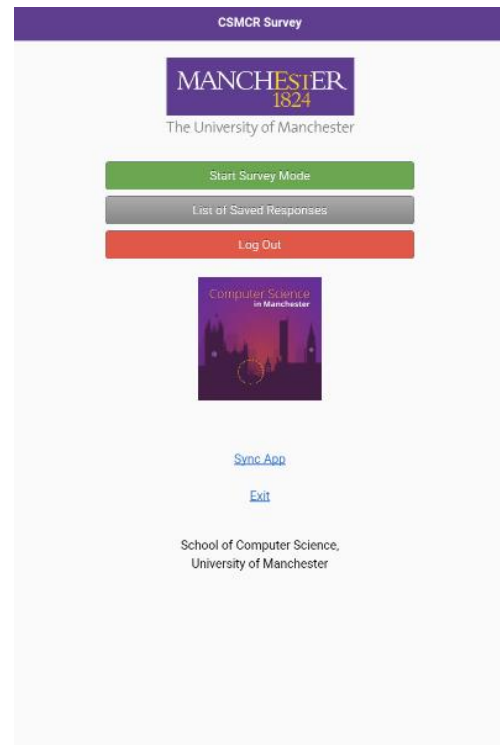 CSMCR Survey
MANCHESTER
1824
The University of Manchester
Start Survey Mode
List of Saved Responses
Log Out
Computer Science
in Manchester
Sync App
Exit
School of Computer Science,
University of Manchester